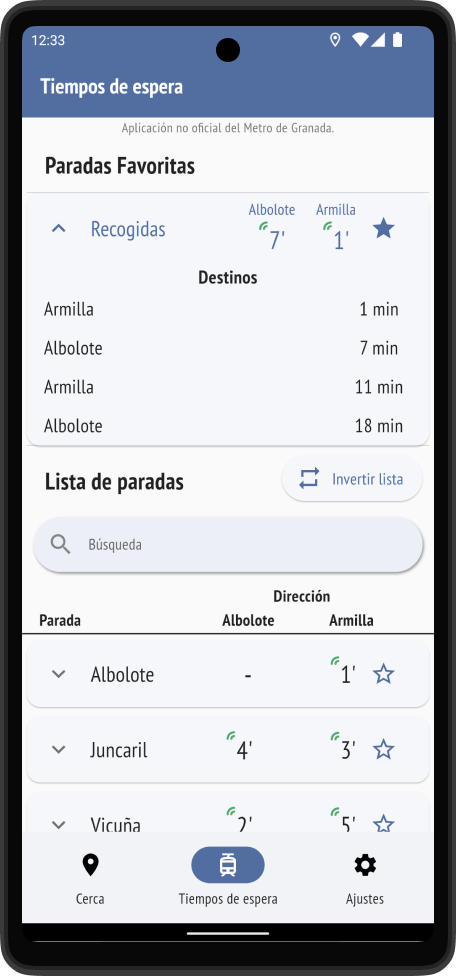 12:33
Tiempos de espera
Aplicación no oficial del Metro de Granada.
Paradas Favoritas
Albolote Armilla
Recogidas 7' 1'
Destinos
Armilla 1 min
Albolote 7 min
Armilla 11 min
Albolote 18 min
Lista de paradas Invertir lista
Búsqueda
Dirección
Parada Albolote Armilla
Albolote - 1'
Juncaril 4' 3'
Vicuña 2' 5'
Cerca Tiempos de espera Ajustes